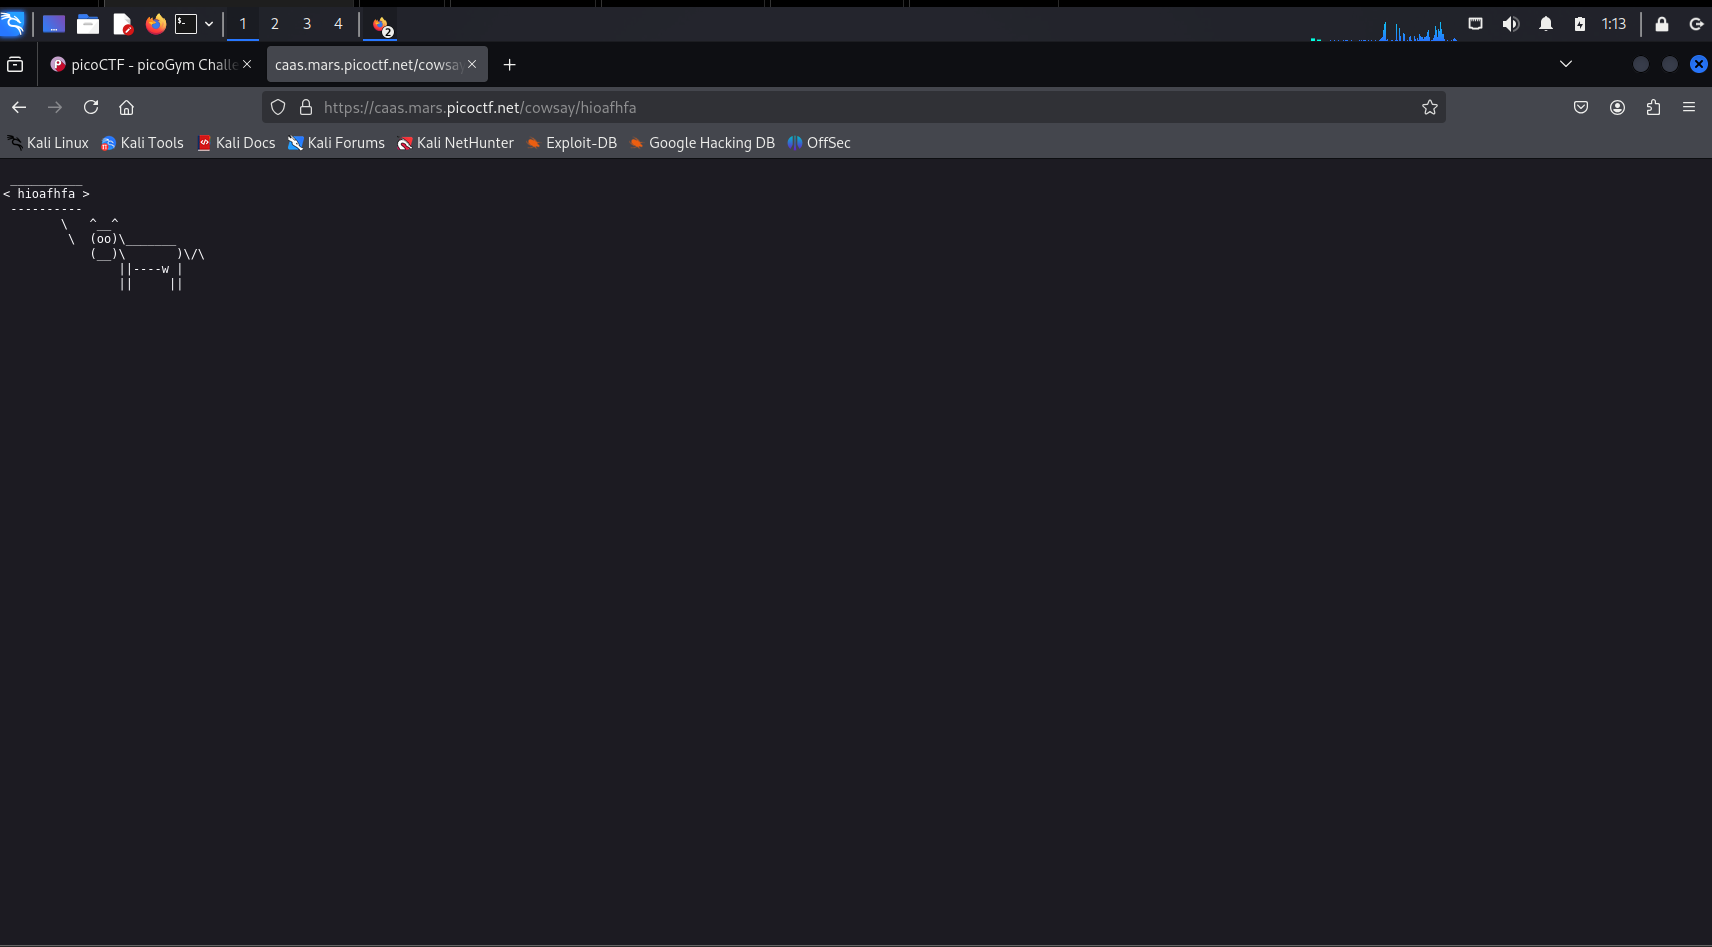 1 2 3 4 2 1:13
picoCTF - picoGym Challe caas.mars.picoctf.net/cowsay
https://caas.mars.picoctf.net/cowsay/hioafhfa
Kali Linux Kali Tools Kali Docs Kali Forums Kali NetHunter Exploit-DB Google Hacking DB OffSec
 __________
< hioafhfa >
 ----------
        \   ^__^
         \  (oo)\_______
            (__)\       )\/\
                ||----w |
                ||     ||